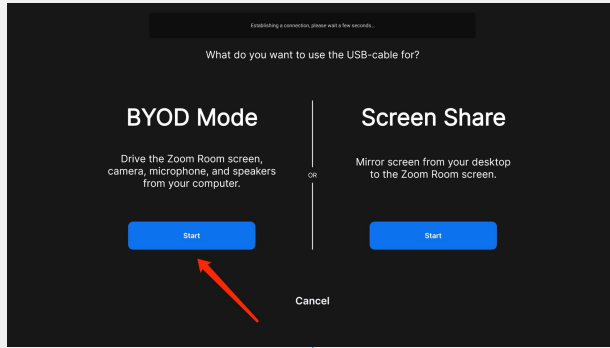 Establishing a connection, please wait a few seconds...
What do you want to use the USB-cable for?
BYOD Mode
Drive the Zoom Room screen,
camera, microphone, and speakers
from your computer.
Start
OR
Screen Share
Mirror screen from your desktop
to the Zoom Room screen.
Start
Cancel